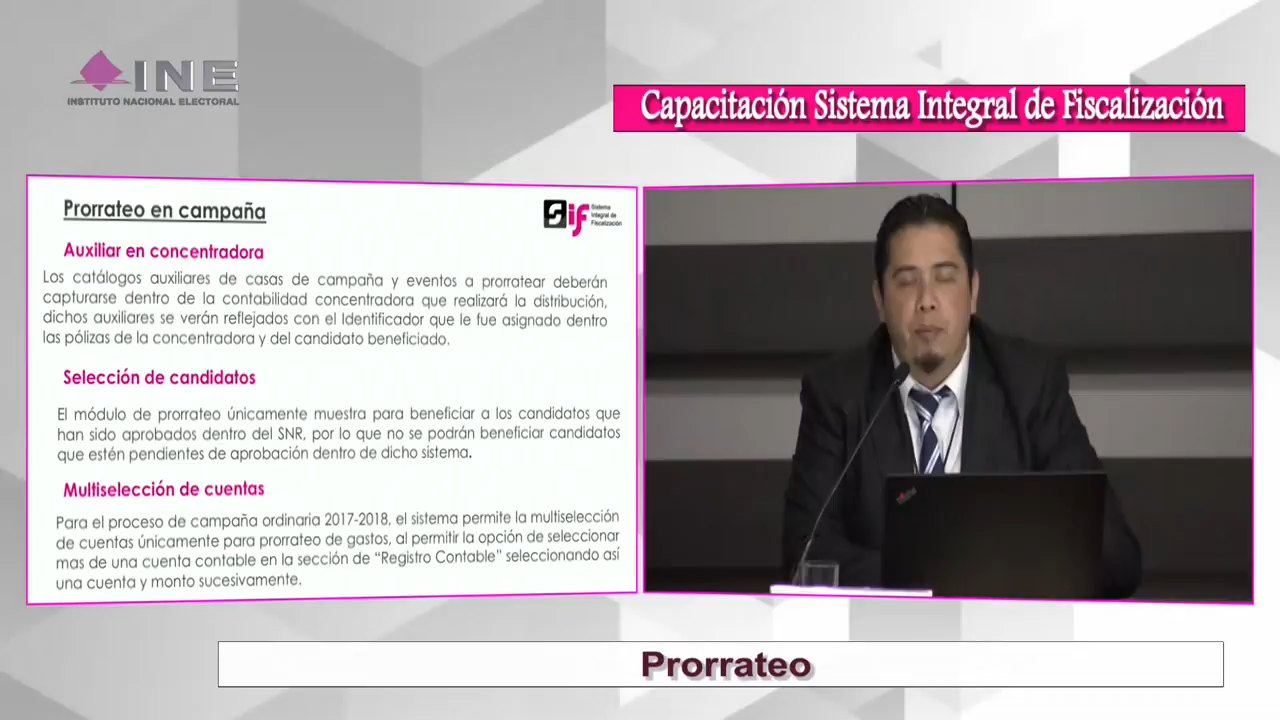 INE
INSTITUTO NACIONAL ELECTORAL
Capacitación Sistema Integral de Fiscalización
Prorrateo en campaña
Sif Sistema
Integral de
Fiscalización
Auxiliar en concentradora
Los catálogos auxiliares de casas de campaña y eventos a prorratear deberán
capturarse dentro de la contabilidad concentradora que realizaró la distribución,
dichos auxiliares se verán reflejados con el Identificador que le fue asignado dentro
las pólizas de la concentradora y del candidato beneficiado.
Selección de candidatos
El módulo de prorrateo únicamente muestra para beneficiar a los candidatos que
han sido aprobados dentro del SNR, por lo que no se podrán beneficiar candidatos
que estén pendientes de aprobación dentro de dicho sistema.
Multiselección de cuentas
Para el proceso de campaña ordinaria 2017-2018, el sistema permite la multiselección
de cuentas únicamente para prorrateo de gastos, al permitir la opción de seleccionar
mas de una cuenta contable en la sección de “Registro Contable” seleccionando así
una cuenta y monto sucesivamente.
Prorrateo